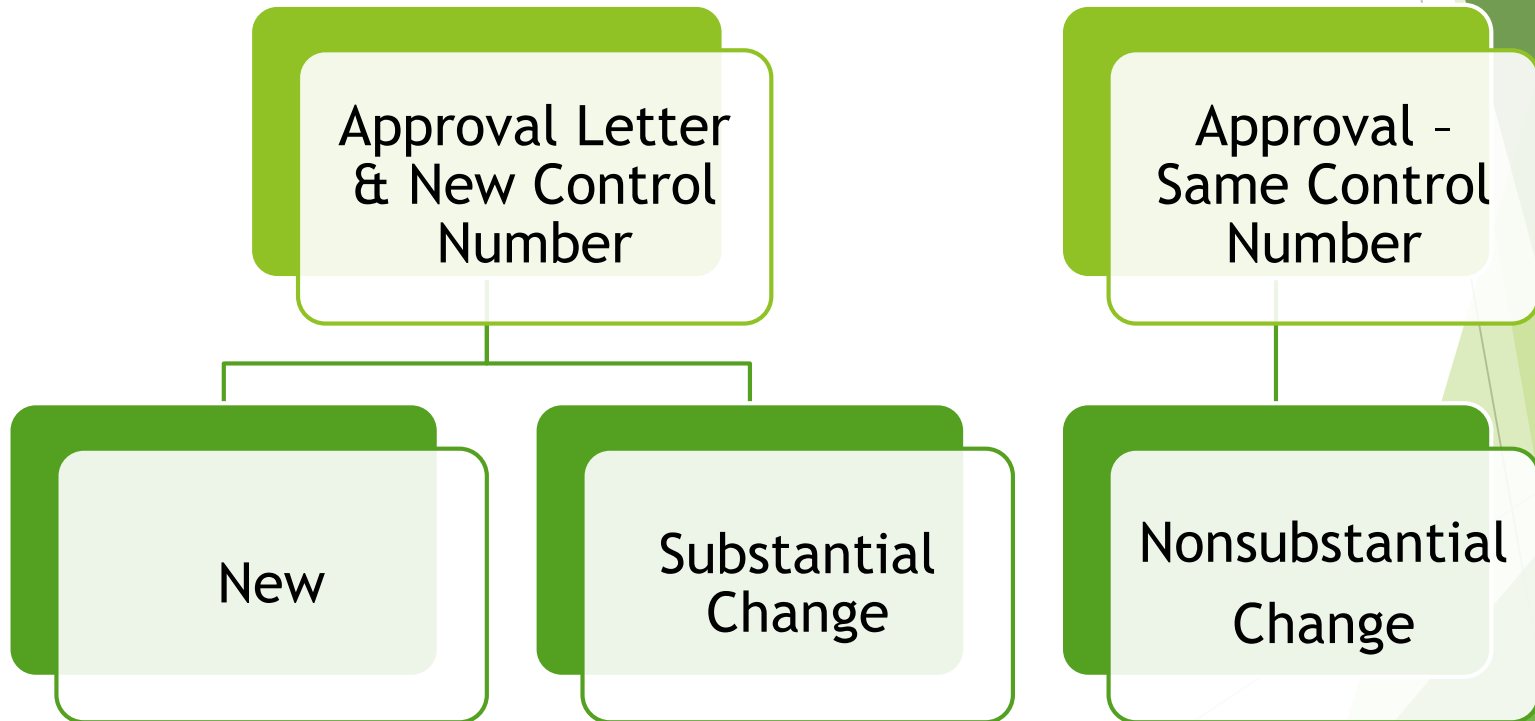 Approval Letter
& New Control
Number
Approval –
Same Control
Number
New
Substantial
Change
Nonsubstantial
Change